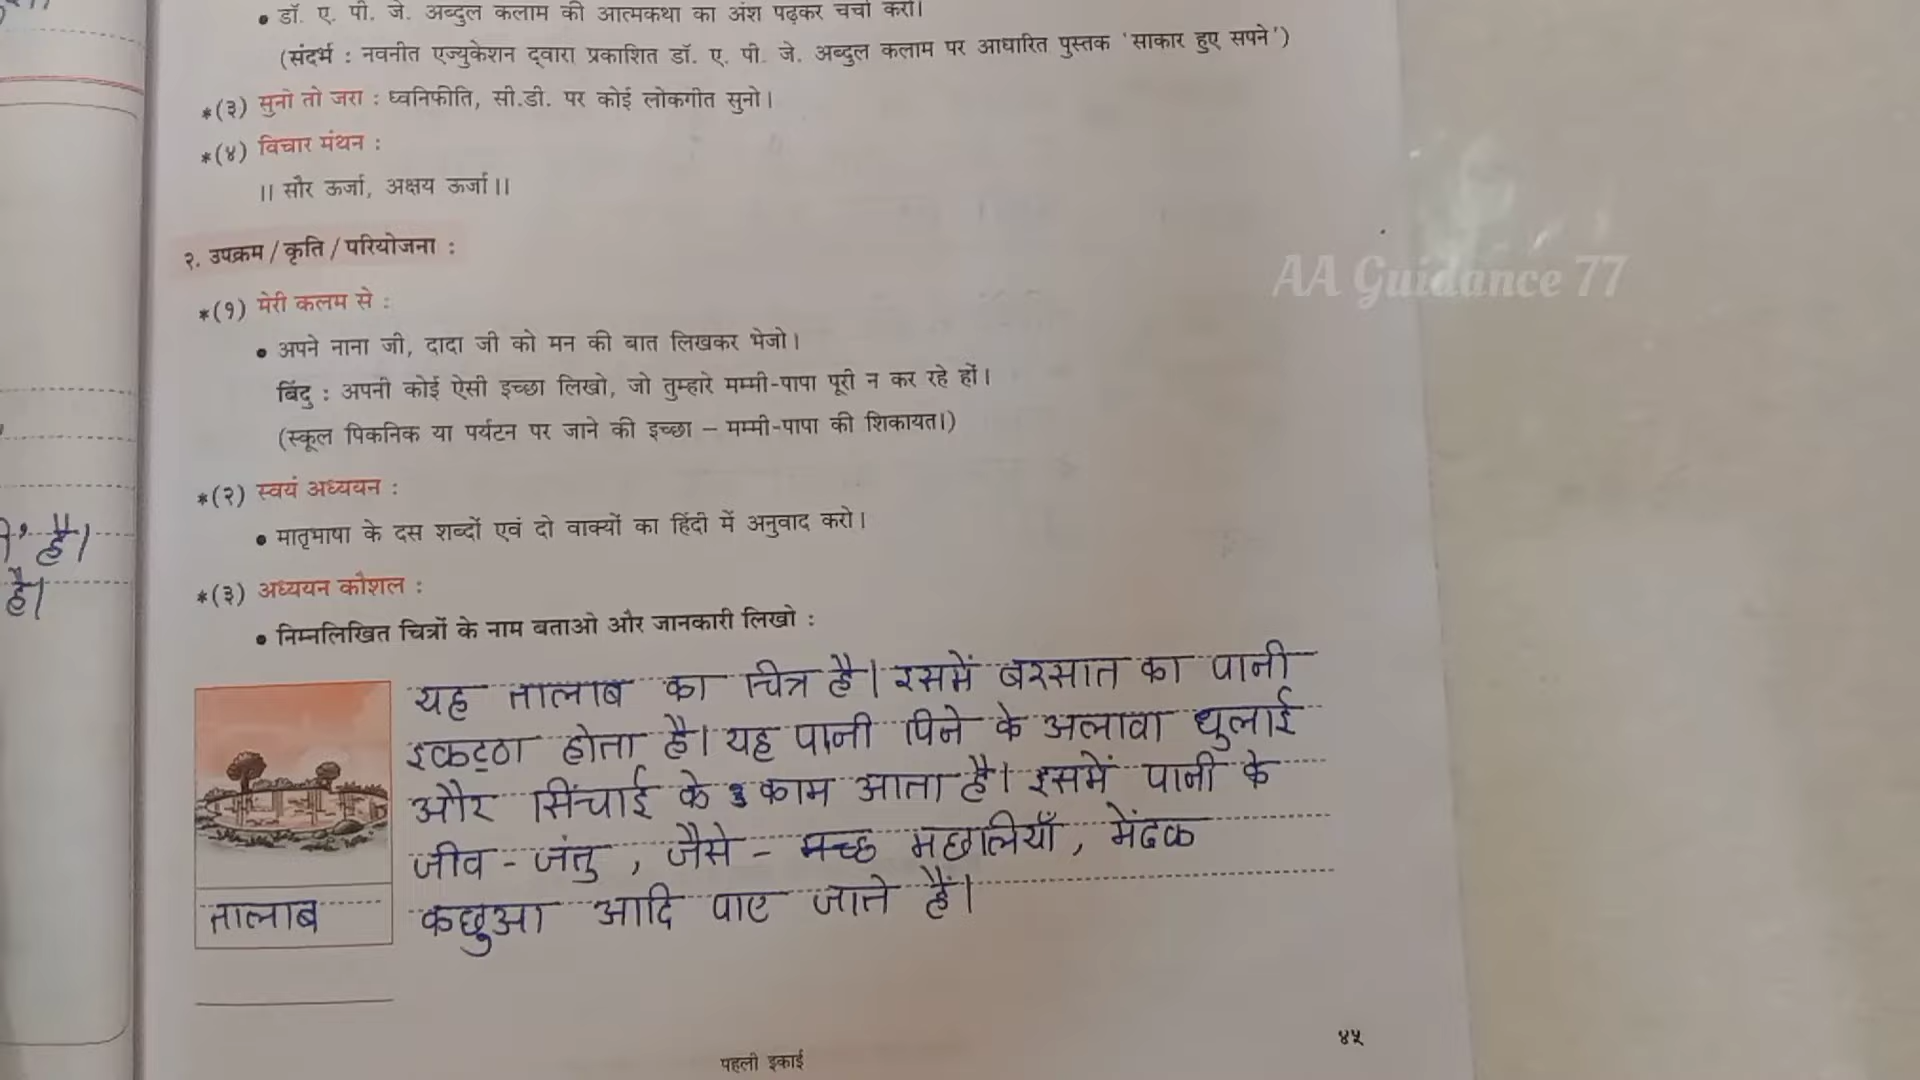 • डॉ. ए. पी. जे. अब्दुल कलाम की आत्मकथा का अंश पढ़कर चर्चा करो।
(संदर्भ : नवनीत एज्युकेशन द्वारा प्रकाशित डॉ. ए. पी. जे. अब्दुल कलाम पर आधारित पुस्तक ‘साकार हुए सपने’)
*(३) सुनो तो जरा : ध्वनिफीति, सी.डी. पर कोई लोकगीत सुनो।
*(४) विचार मंथन :
।। सौर ऊर्जा, अक्षय ऊर्जा।।
AA Guidance 77
२. उपक्रम / कृति / परियोजना :
*(१) मेरी कलम से :
• अपने नाना जी, दादा जी को मन की बात लिखकर भेजो।
बिंदु : अपनी कोई ऐसी इच्छा लिखो, जो तुम्हारे मम्मी-पापा पूरी न कर रहे हों।
(स्कूल पिकनिक या पर्यटन पर जाने की इच्छा – मम्मी-पापा की शिकायत।)
*(२) स्वयं अध्ययन :
• मातृभाषा के दस शब्दों एवं दो वाक्यों का हिंदी में अनुवाद करो।
है।
है।
*(३) अध्ययन कौशल :
• निम्नलिखित चित्रों के नाम बताओ और जानकारी लिखो :
यह तालाब का चित्र है। इसमें बरसात का पानी
इकट्ठा होता है। यह पानी पिने के अलावा धुलाई
और सिंचाई के काम आता है। इसमें पानी के
जीव - जंतु , जैसे - मच्छ मछलियाँ, मेंढक
कछुआ आदि पाए जाते हैं।
तालाब
४५
पहली इकाई